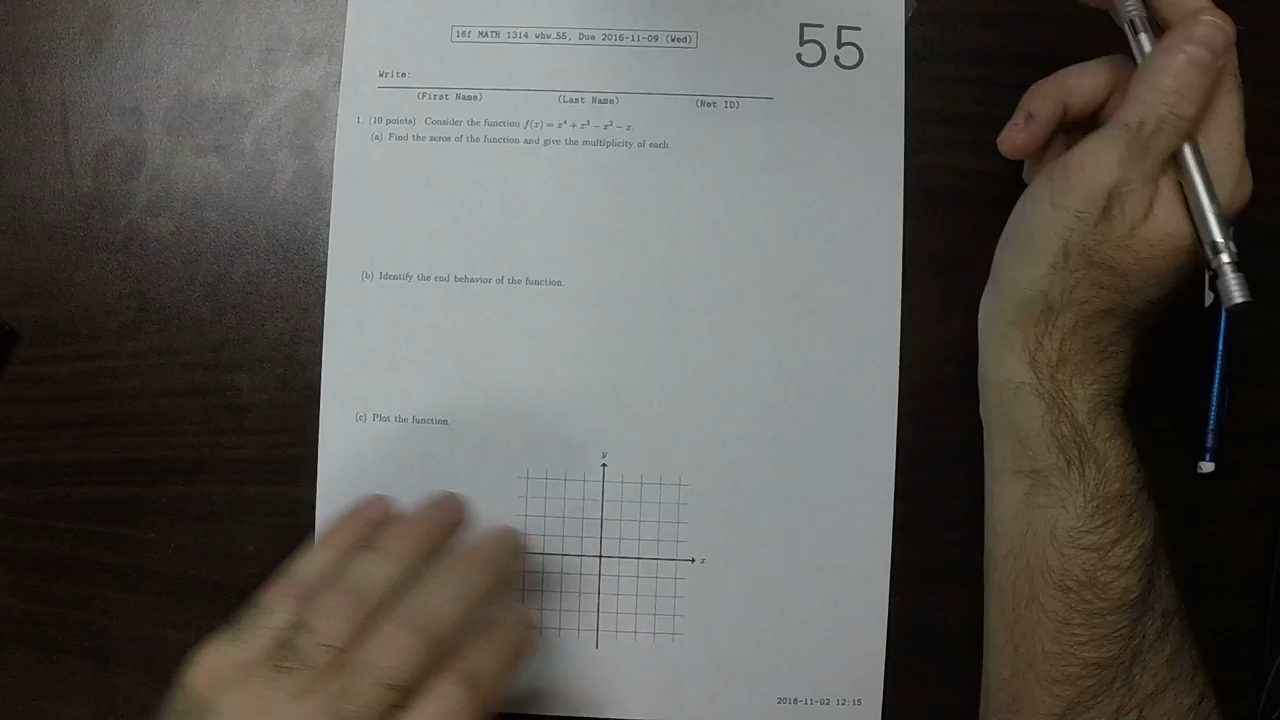 16f MATH 1314 whw_55, Due 2016-11-09 (Wed)
55
Write:
(First Name) (Last Name) (Net ID)
1. (10 points) Consider the function f(x) = x⁴ + x³ − x² − x.
(a) Find the zeros of the function and give the multiplicity of each.
(b) Identify the end behavior of the function.
(c) Plot the function.
y
x
2016-11-02 12:15